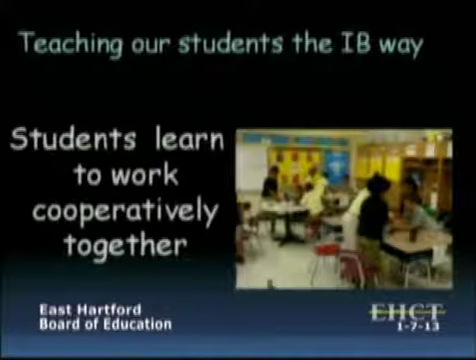 Teaching our students the IB way
Students learn
to work
cooperatively
together
East Hartford
Board of Education
EHCT
1-7-13